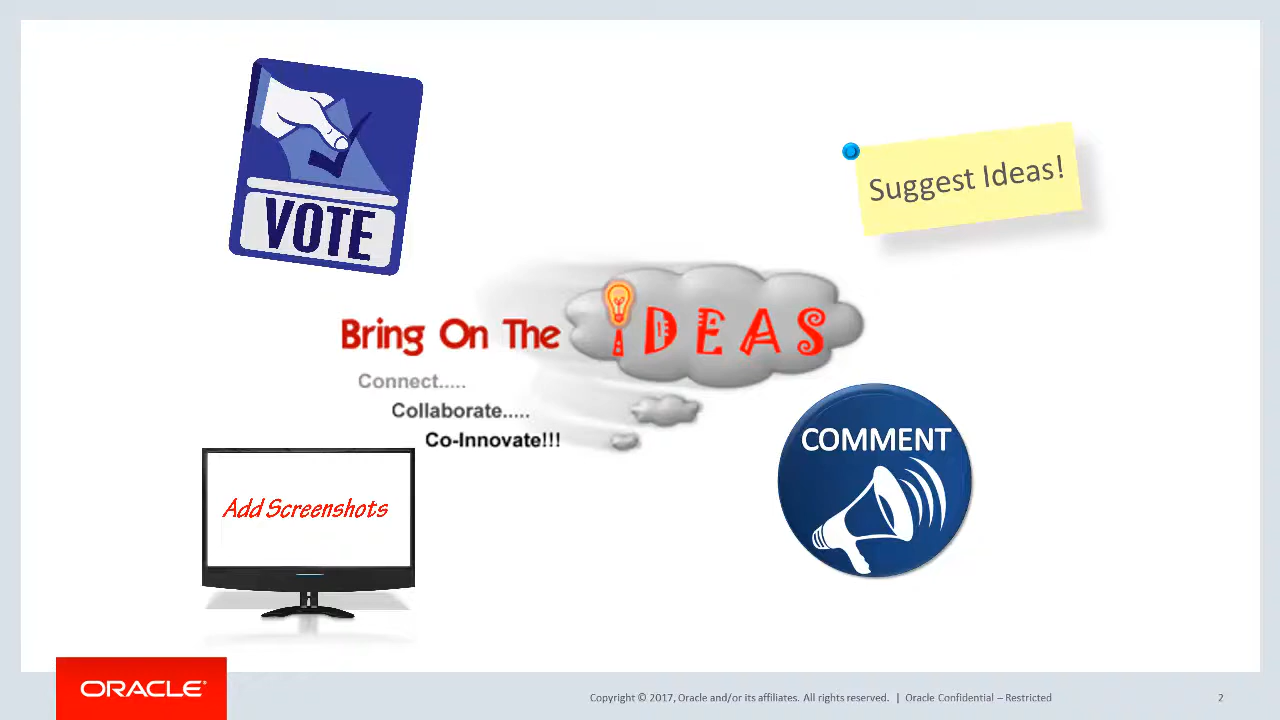 VOTE
Suggest Ideas!
Bring On The IDEAS
Connect.....
Collaborate.....
Co-Innovate!!!
COMMENT
Add Screenshots
ORACLE®
Copyright © 2017, Oracle and/or its affiliates. All rights reserved. | Oracle Confidential – Restricted 2